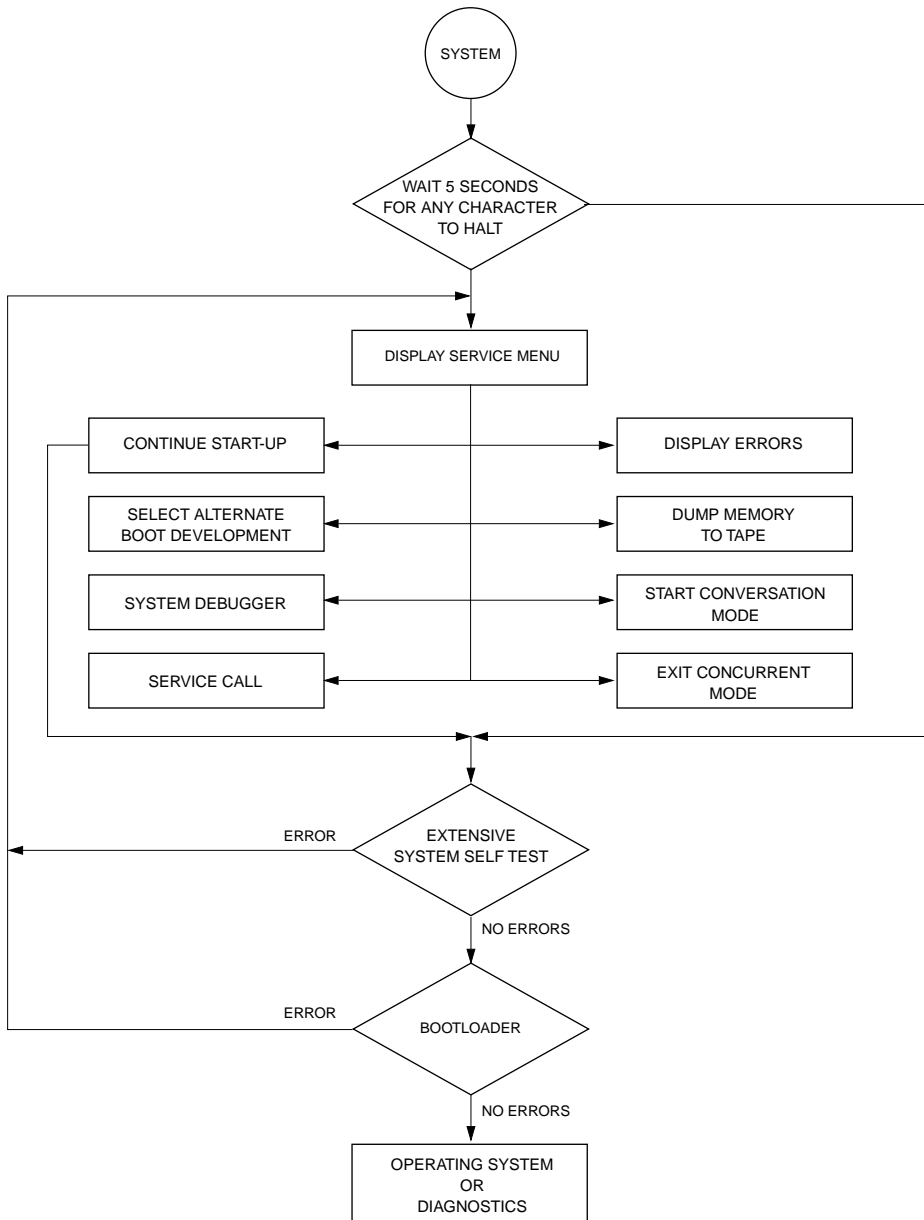 SYSTEM
WAIT 5 SECONDS
FOR ANY CHARACTER
TO HALT
DISPLAY SERVICE MENU
CONTINUE START-UP
DISPLAY ERRORS
SELECT ALTERNATE
BOOT DEVELOPMENT
DUMP MEMORY
TO TAPE
SYSTEM DEBUGGER
START CONVERSATION
MODE
SERVICE CALL
EXIT CONCURRENT
MODE
ERROR
EXTENSIVE
SYSTEM SELF TEST
NO ERRORS
ERROR
BOOTLOADER
NO ERRORS
OPERATING SYSTEM
OR
DIAGNOSTICS